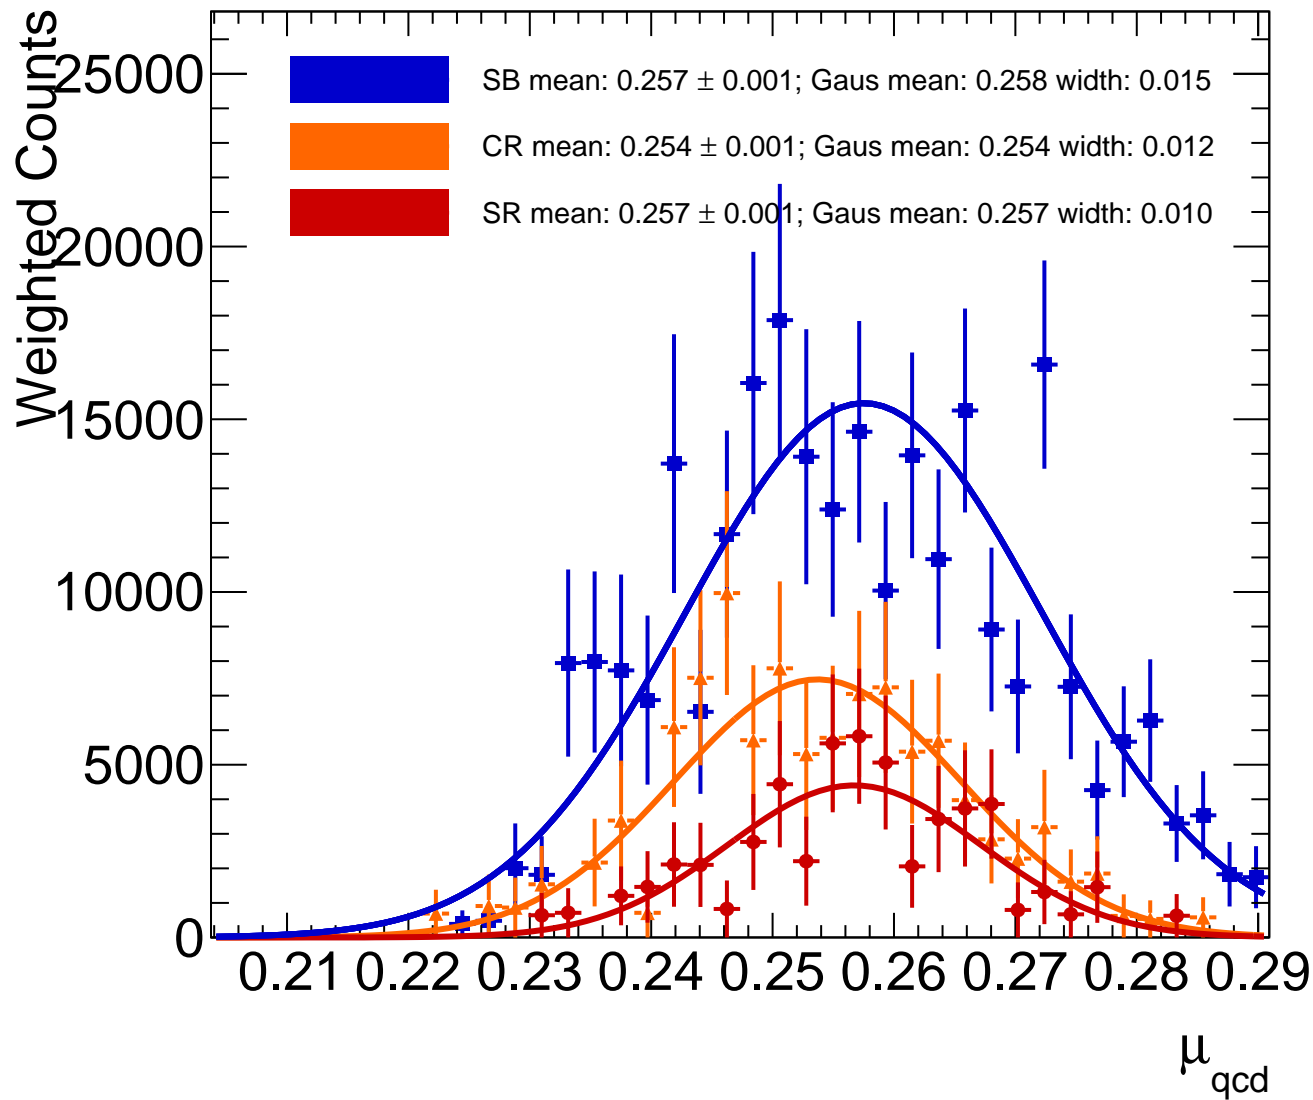 Weighted Counts
25000
20000
15000
10000
5000
0
SB mean: 0.257 ± 0.001; Gaus mean: 0.258 width: 0.015
CR mean: 0.254 ± 0.001; Gaus mean: 0.254 width: 0.012
SR mean: 0.257 ± 0.001; Gaus mean: 0.257 width: 0.010
0.21 0.22 0.23 0.24 0.25 0.26 0.27 0.28 0.29
μqcd